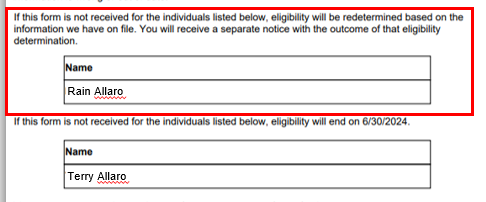 If this form is not received for the individuals listed below, eligibility will be redetermined based on the
information we have on file. You will receive a separate notice with the outcome of that eligibility
determination.
Name
Rain Allaro
If this form is not received for the individuals listed below, eligibility will end on 6/30/2024.
Name
Terry Allaro